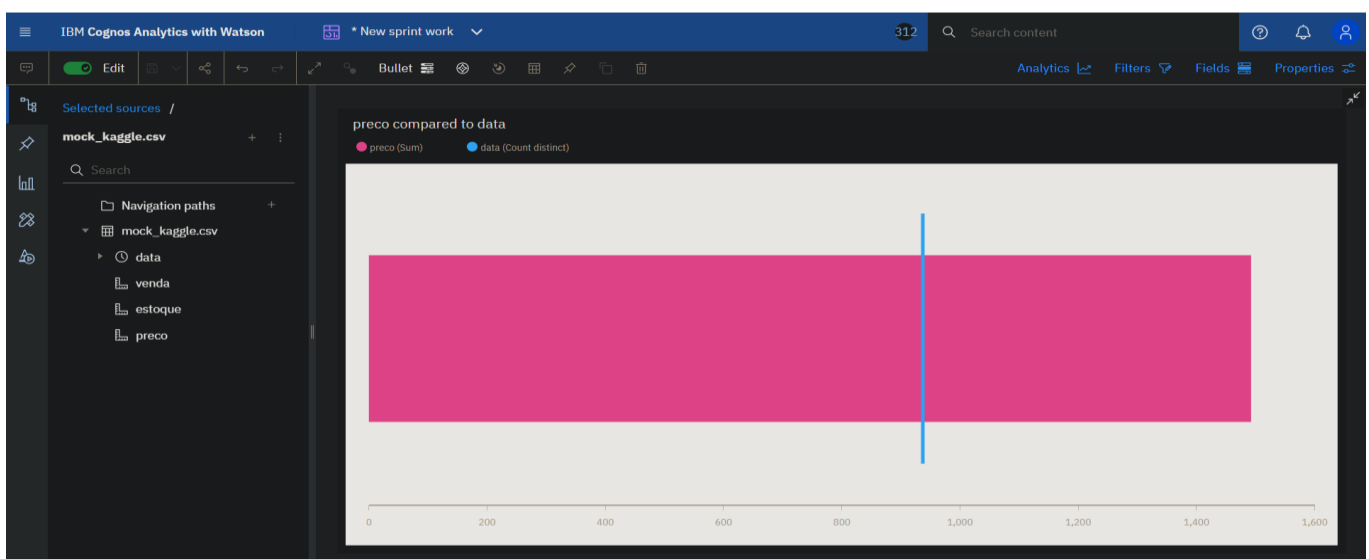 IBM Cognos Analytics with Watson
* New sprint work
312
Search content
Edit
Bullet
Analytics
Filters
Fields
Properties
Selected sources /
mock_kaggle.csv
Search
Navigation paths
mock_kaggle.csv
data
venda
estoque
preco
preco compared to data
preco (Sum) data (Count distinct)
0 200 400 600 800 1,000 1,200 1,400 1,600